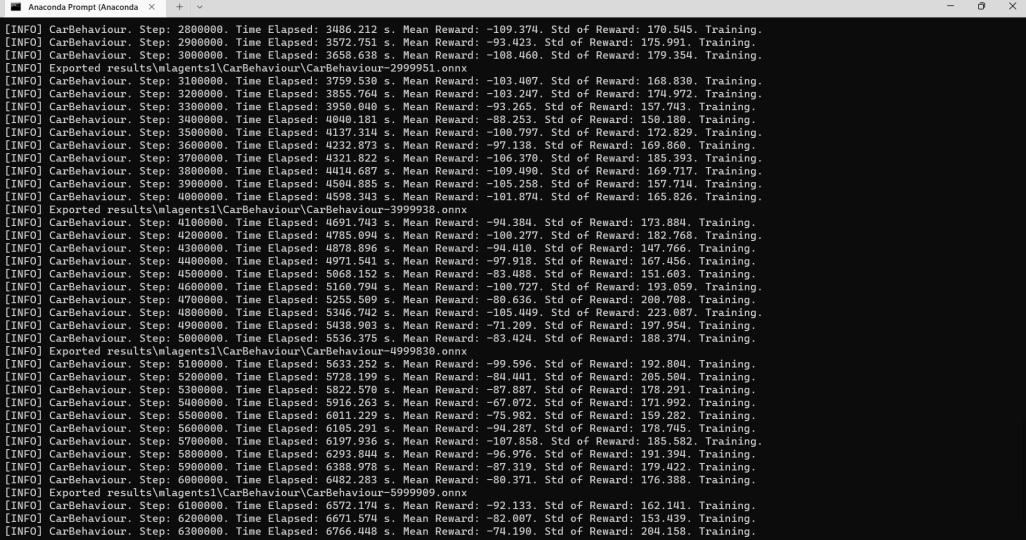 Anaconda Prompt (Anaconda
[INFO] CarBehaviour. Step: 2800000. Time Elapsed: 3486.212 s. Mean Reward: -109.374. Std of Reward: 170.545. Training.
[INFO] CarBehaviour. Step: 2900000. Time Elapsed: 3572.751 s. Mean Reward: -93.423. Std of Reward: 175.991. Training.
[INFO] CarBehaviour. Step: 3000000. Time Elapsed: 3658.638 s. Mean Reward: -108.460. Std of Reward: 179.354. Training.
[INFO] Exported results\mlagents1\CarBehaviour\CarBehaviour-2999951.onnx
[INFO] CarBehaviour. Step: 3100000. Time Elapsed: 3759.530 s. Mean Reward: -103.407. Std of Reward: 168.830. Training.
[INFO] CarBehaviour. Step: 3200000. Time Elapsed: 3855.764 s. Mean Reward: -103.247. Std of Reward: 174.972. Training.
[INFO] CarBehaviour. Step: 3300000. Time Elapsed: 3950.040 s. Mean Reward: -93.265. Std of Reward: 157.743. Training.
[INFO] CarBehaviour. Step: 3400000. Time Elapsed: 4040.181 s. Mean Reward: -88.253. Std of Reward: 150.180. Training.
[INFO] CarBehaviour. Step: 3500000. Time Elapsed: 4137.314 s. Mean Reward: -100.797. Std of Reward: 172.829. Training.
[INFO] CarBehaviour. Step: 3600000. Time Elapsed: 4232.873 s. Mean Reward: -97.138. Std of Reward: 169.860. Training.
[INFO] CarBehaviour. Step: 3700000. Time Elapsed: 4321.822 s. Mean Reward: -106.370. Std of Reward: 185.393. Training.
[INFO] CarBehaviour. Step: 3800000. Time Elapsed: 4414.687 s. Mean Reward: -109.490. Std of Reward: 169.717. Training.
[INFO] CarBehaviour. Step: 3900000. Time Elapsed: 4504.885 s. Mean Reward: -105.258. Std of Reward: 157.714. Training.
[INFO] CarBehaviour. Step: 4000000. Time Elapsed: 4598.343 s. Mean Reward: -101.874. Std of Reward: 165.826. Training.
[INFO] Exported results\mlagents1\CarBehaviour\CarBehaviour-3999938.onnx
[INFO] CarBehaviour. Step: 4100000. Time Elapsed: 4691.743 s. Mean Reward: -94.384. Std of Reward: 173.884. Training.
[INFO] CarBehaviour. Step: 4200000. Time Elapsed: 4785.094 s. Mean Reward: -100.277. Std of Reward: 182.768. Training.
[INFO] CarBehaviour. Step: 4300000. Time Elapsed: 4878.896 s. Mean Reward: -94.410. Std of Reward: 147.766. Training.
[INFO] CarBehaviour. Step: 4400000. Time Elapsed: 4971.541 s. Mean Reward: -97.918. Std of Reward: 167.456. Training.
[INFO] CarBehaviour. Step: 4500000. Time Elapsed: 5068.152 s. Mean Reward: -83.488. Std of Reward: 151.603. Training.
[INFO] CarBehaviour. Step: 4600000. Time Elapsed: 5160.794 s. Mean Reward: -100.727. Std of Reward: 193.059. Training.
[INFO] CarBehaviour. Step: 4700000. Time Elapsed: 5255.509 s. Mean Reward: -80.636. Std of Reward: 200.708. Training.
[INFO] CarBehaviour. Step: 4800000. Time Elapsed: 5346.742 s. Mean Reward: -105.449. Std of Reward: 223.087. Training.
[INFO] CarBehaviour. Step: 4900000. Time Elapsed: 5438.903 s. Mean Reward: -71.209. Std of Reward: 197.954. Training.
[INFO] CarBehaviour. Step: 5000000. Time Elapsed: 5536.375 s. Mean Reward: -83.424. Std of Reward: 188.374. Training.
[INFO] Exported results\mlagents1\CarBehaviour\CarBehaviour-4999830.onnx
[INFO] CarBehaviour. Step: 5100000. Time Elapsed: 5633.252 s. Mean Reward: -99.596. Std of Reward: 192.804. Training.
[INFO] CarBehaviour. Step: 5200000. Time Elapsed: 5728.199 s. Mean Reward: -84.441. Std of Reward: 205.504. Training.
[INFO] CarBehaviour. Step: 5300000. Time Elapsed: 5822.570 s. Mean Reward: -87.887. Std of Reward: 178.291. Training.
[INFO] CarBehaviour. Step: 5400000. Time Elapsed: 5916.263 s. Mean Reward: -67.072. Std of Reward: 171.992. Training.
[INFO] CarBehaviour. Step: 5500000. Time Elapsed: 6011.229 s. Mean Reward: -75.982. Std of Reward: 159.282. Training.
[INFO] CarBehaviour. Step: 5600000. Time Elapsed: 6105.291 s. Mean Reward: -94.287. Std of Reward: 178.745. Training.
[INFO] CarBehaviour. Step: 5700000. Time Elapsed: 6197.936 s. Mean Reward: -107.858. Std of Reward: 185.582. Training.
[INFO] CarBehaviour. Step: 5800000. Time Elapsed: 6293.844 s. Mean Reward: -96.976. Std of Reward: 191.394. Training.
[INFO] CarBehaviour. Step: 5900000. Time Elapsed: 6388.978 s. Mean Reward: -87.319. Std of Reward: 179.422. Training.
[INFO] CarBehaviour. Step: 6000000. Time Elapsed: 6482.283 s. Mean Reward: -80.371. Std of Reward: 176.388. Training.
[INFO] Exported results\mlagents1\CarBehaviour\CarBehaviour-5999909.onnx
[INFO] CarBehaviour. Step: 6100000. Time Elapsed: 6572.174 s. Mean Reward: -92.133. Std of Reward: 162.141. Training.
[INFO] CarBehaviour. Step: 6200000. Time Elapsed: 6671.574 s. Mean Reward: -82.007. Std of Reward: 153.439. Training.
[INFO] CarBehaviour. Step: 6300000. Time Elapsed: 6766.448 s. Mean Reward: -74.190. Std of Reward: 204.158. Training.